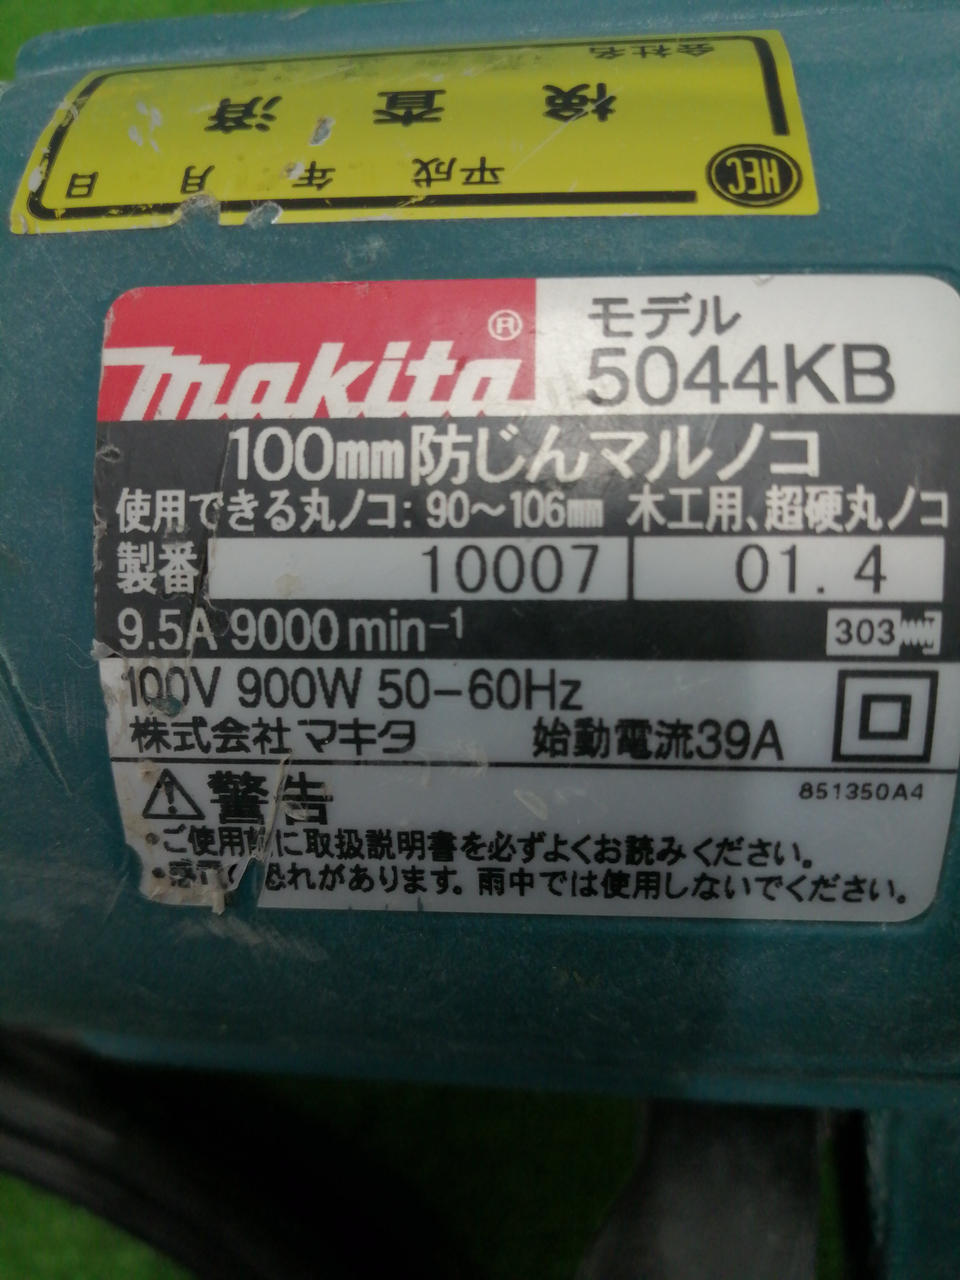 会社名
検査済
平成 年 月 日
HEC
makita®
モデル
5044KB
100mm防じんマルノコ
使用できる丸ノコ: 90〜106mm 木工用、超硬丸ノコ
製番 10007 01. 4
9.5A 9000min⁻¹ 303
100V 900W 50-60Hz
株式会社マキタ 始動電流39A
851350A4
⚠警告
・ご使用前に取扱説明書を必ずよくお読みください。
・感電の恐れがあります。雨中では使用しないでください。